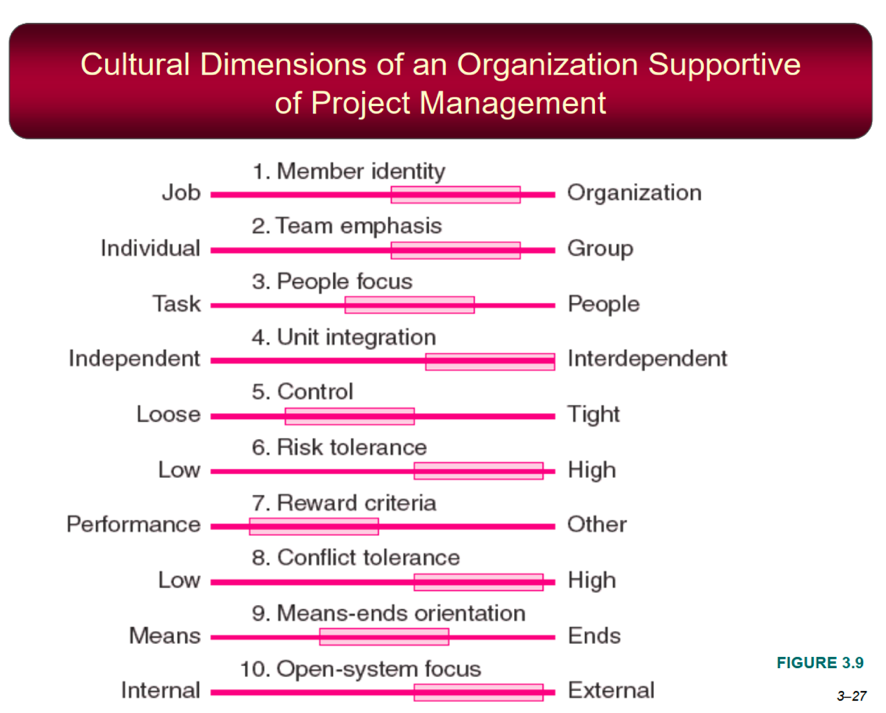 Cultural Dimensions of an Organization Supportive
of Project Management
1. Member identity
Job Organization
2. Team emphasis
Individual Group
3. People focus
Task People
4. Unit integration
Independent Interdependent
5. Control
Loose Tight
6. Risk tolerance
Low High
7. Reward criteria
Performance Other
8. Conflict tolerance
Low High
9. Means-ends orientation
Means Ends
10. Open-system focus
Internal External
FIGURE 3.9
3–27